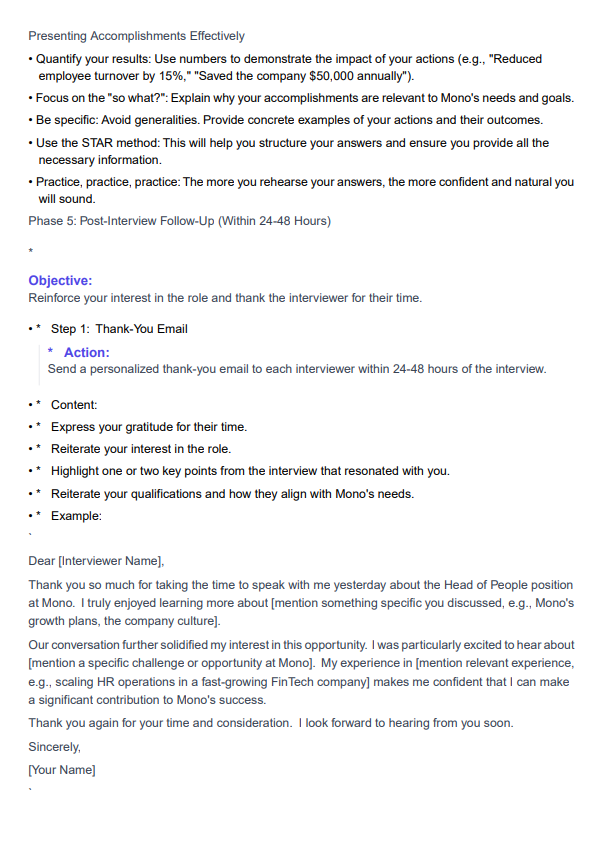 Presenting Accomplishments Effectively
• Quantify your results: Use numbers to demonstrate the impact of your actions (e.g., "Reduced
employee turnover by 15%," "Saved the company $50,000 annually").
• Focus on the "so what?": Explain why your accomplishments are relevant to Mono's needs and goals.
• Be specific: Avoid generalities. Provide concrete examples of your actions and their outcomes.
• Use the STAR method: This will help you structure your answers and ensure you provide all the
necessary information.
• Practice, practice, practice: The more you rehearse your answers, the more confident and natural you
will sound.
Phase 5: Post-Interview Follow-Up (Within 24-48 Hours)
*
Objective:
Reinforce your interest in the role and thank the interviewer for their time.
• * Step 1: Thank-You Email
* Action:
Send a personalized thank-you email to each interviewer within 24-48 hours of the interview.
• * Content:
• * Express your gratitude for their time.
• * Reiterate your interest in the role.
• * Highlight one or two key points from the interview that resonated with you.
• * Reiterate your qualifications and how they align with Mono's needs.
• * Example:
`
Dear [Interviewer Name],
Thank you so much for taking the time to speak with me yesterday about the Head of People position
at Mono. I truly enjoyed learning more about [mention something specific you discussed, e.g., Mono's
growth plans, the company culture].
Our conversation further solidified my interest in this opportunity. I was particularly excited to hear about
[mention a specific challenge or opportunity at Mono]. My experience in [mention relevant experience,
e.g., scaling HR operations in a fast-growing FinTech company] makes me confident that I can make
a significant contribution to Mono's success.
Thank you again for your time and consideration. I look forward to hearing from you soon.
Sincerely,
[Your Name]
`